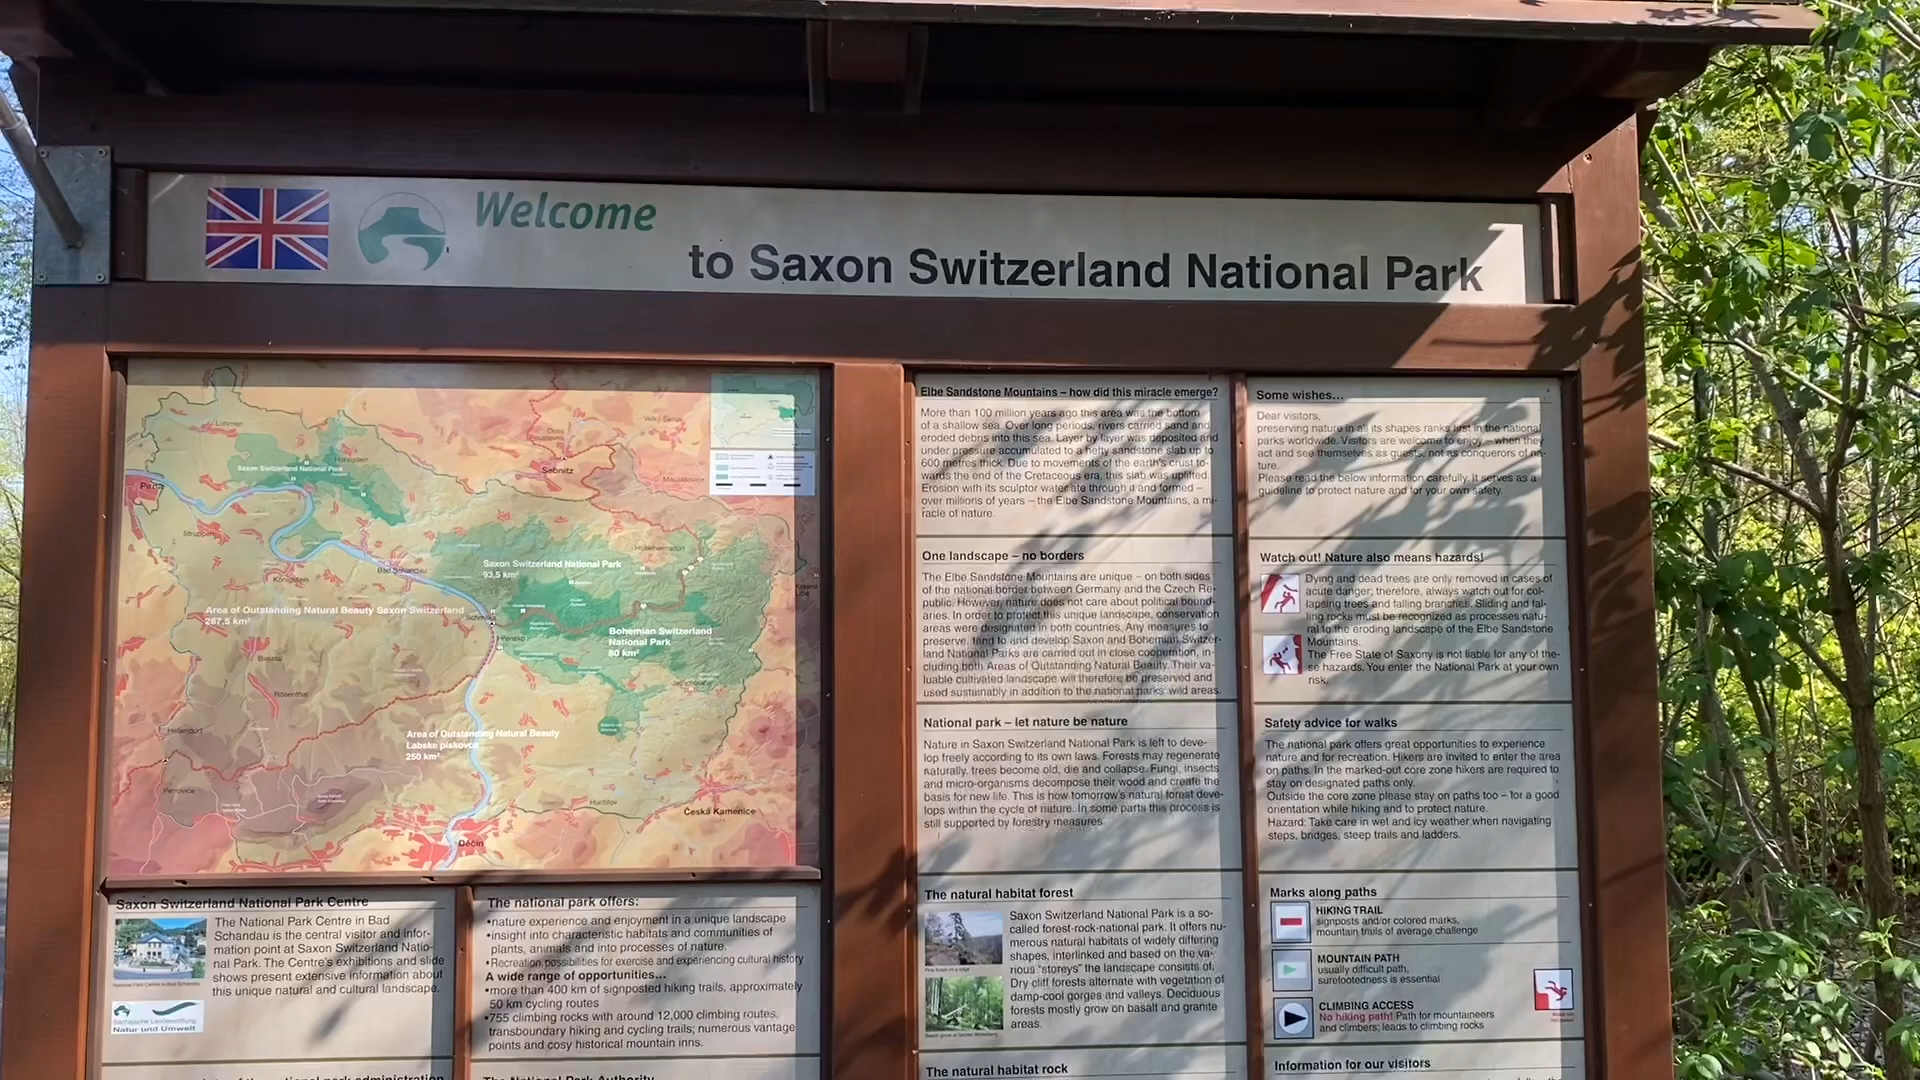 Welcome
to Saxon Switzerland National Park
Lohmen
Hohnstein
Saxon Switzerland National Park
Sebnitz
Pirna
Struppen
Königstein
Bad Schandau
Saxon Switzerland National Park
93,5 km²
Area of Outstanding Natural Beauty Saxon Switzerland
287,5 km²
Schmilka
Hřensko
Bohemian Switzerland
National Park
80 km²
Bielatal
Rosenthal
Hellendorf
Area of Outstanding Natural Beauty
Labske piskovce
250 km²
Petrovice
Huntířov
Česká Kamenice
Děčín
Saxon Switzerland National Park Centre
The National Park Centre in Bad
Schandau is the central visitor and infor-
mation point at Saxon Switzerland Natio-
nal Park. The Centre's exhibitions and slide
shows present extensive information about
this unique natural and cultural landscape.
National Park Centre in Bad Schandau
Sächsische Landesstiftung
Natur und Umwelt
The national park offers:
•nature experience and enjoyment in a unique landscape
•insight into characteristic habitats and communities of
plants, animals and into processes of nature.
•Recreation possibilities for exercise and experiencing cultural history
A wide range of opportunities...
•more than 400 km of signposted hiking trails, approximately
50 km cycling routes
•755 climbing rocks with around 12,000 climbing routes.
transboundary hiking and cycling trails; numerous vantage
points and cosy historical mountain inns.
of the national park administration
The National Park Authority
Elbe Sandstone Mountains – how did this miracle emerge?
More than 100 million years ago this area was the bottom
of a shallow sea. Over long periods, rivers carried sand and
eroded debris into this sea. Layer by layer was deposited and
under pressure accumulated to a hefty sandstone slab up to
600 metres thick. Due to movements of the earth's crust to-
wards the end of the Cretaceous era, this slab was uplifted.
Erosion with its sculptor water ate through it and formed –
over millions of years – the Elbe Sandstone Mountains, a mi-
racle of nature.
One landscape – no borders
The Elbe Sandstone Mountains are unique – on both sides
of the national border between Germany and the Czech Re-
public. However, nature does not care about political bound-
aries. In order to protect this unique landscape, conservation
areas were designated in both countries. Any measures to
preserve, tend to and develop Saxon and Bohemian Switzer-
land National Parks are carried out in close cooperation, in-
cluding both Areas of Outstanding Natural Beauty. Their va-
luable cultivated landscape will therefore be preserved and
used sustainably in addition to the national parks' wild areas.
National park – let nature be nature
Nature in Saxon Switzerland National Park is left to deve-
lop freely according to its own laws. Forests may regenerate
naturally, trees become old, die and collapse. Fungi, insects
and micro-organisms decompose their wood and create the
basis for new life. This is how tomorrow's natural forest deve-
lops within the cycle of nature. In some parts this process is
still supported by forestry measures.
The natural habitat forest
Saxon Switzerland National Park is a so-
called forest-rock-national park. It offers nu-
merous natural habitats of widely differing
shapes, interlinked and based on the va-
rious "storeys" the landscape consists of.
Dry cliff forests alternate with vegetation of
damp-cool gorges and valleys. Deciduous
forests mostly grow on basalt and granite
areas.
The natural habitat rock
Some wishes...
Dear visitors,
preserving nature in all its shapes ranks first in the national
parks worldwide. Visitors are welcome to enjoy – when they
act and see themselves as guests, not as conquerors of na-
ture.
Please read the below information carefully. It serves as a
guideline to protect nature and for your own safety.
Watch out! Nature also means hazards!
Dying and dead trees are only removed in cases of
acute danger; therefore, always watch out for col-
lapsing trees and falling branches. Sliding and fal-
ling rocks must be recognized as processes natu-
ral to the eroding landscape of the Elbe Sandstone
Mountains.
The Free State of Saxony is not liable for any of the-
se hazards. You enter the National Park at your own
risk.
Safety advice for walks
The national park offers great opportunities to experience
nature and for recreation. Hikers are invited to enter the area
on paths. In the marked-out core zone hikers are required to
stay on designated paths only.
Outside the core zone please stay on paths too – for a good
orientation while hiking and to protect nature.
Hazard: Take care in wet and icy weather when navigating
steps, bridges, steep trails and ladders.
Marks along paths
HIKING TRAIL
signposts and/or colored marks,
mountain trails of average challenge
MOUNTAIN PATH
usually difficult path,
surefootedness is essential
CLIMBING ACCESS
No hiking path! Path for mountaineers
and climbers; leads to climbing rocks
Information for our visitors